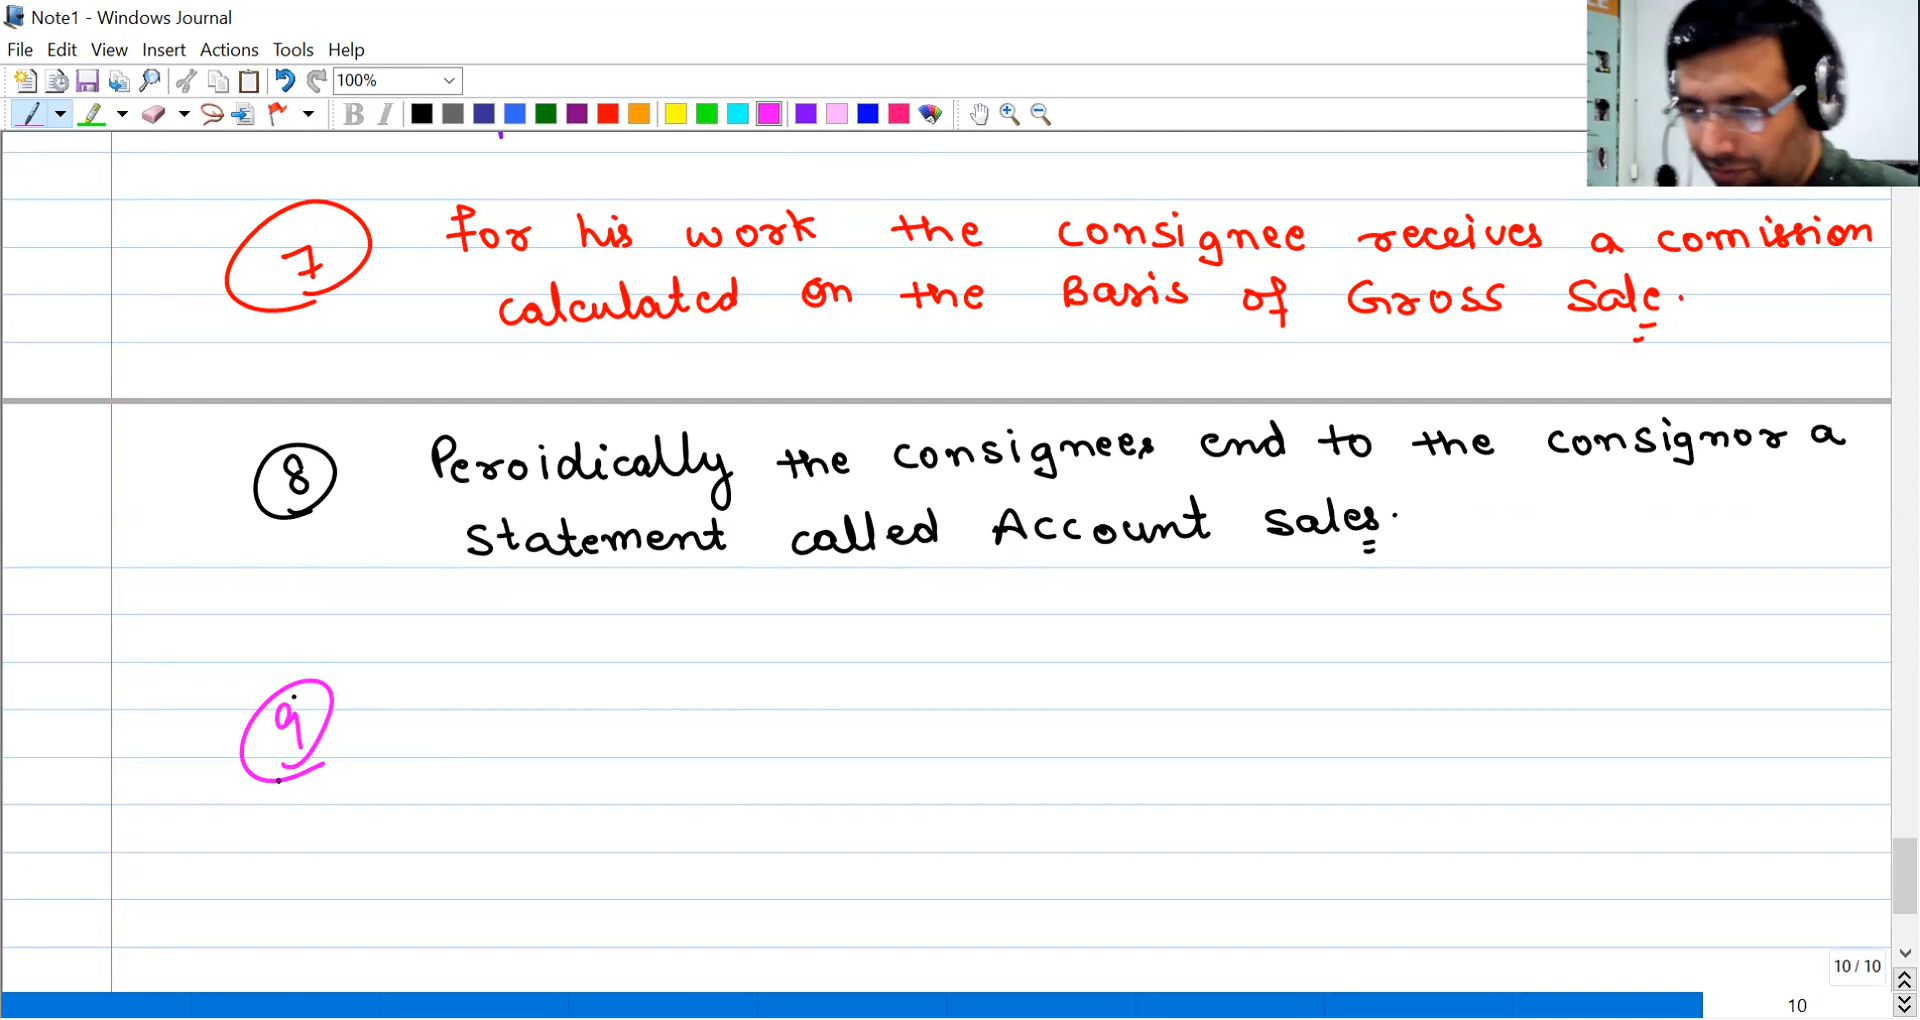 Note1 - Windows Journal
File Edit View Insert Actions Tools Help
100%
B I
7 for his work the consignee receives a comission
calculated on the Basis of Gross Sale.
8 Peroidically the consignees end to the consignor a
statement called Account sales.
9
10 / 10
10